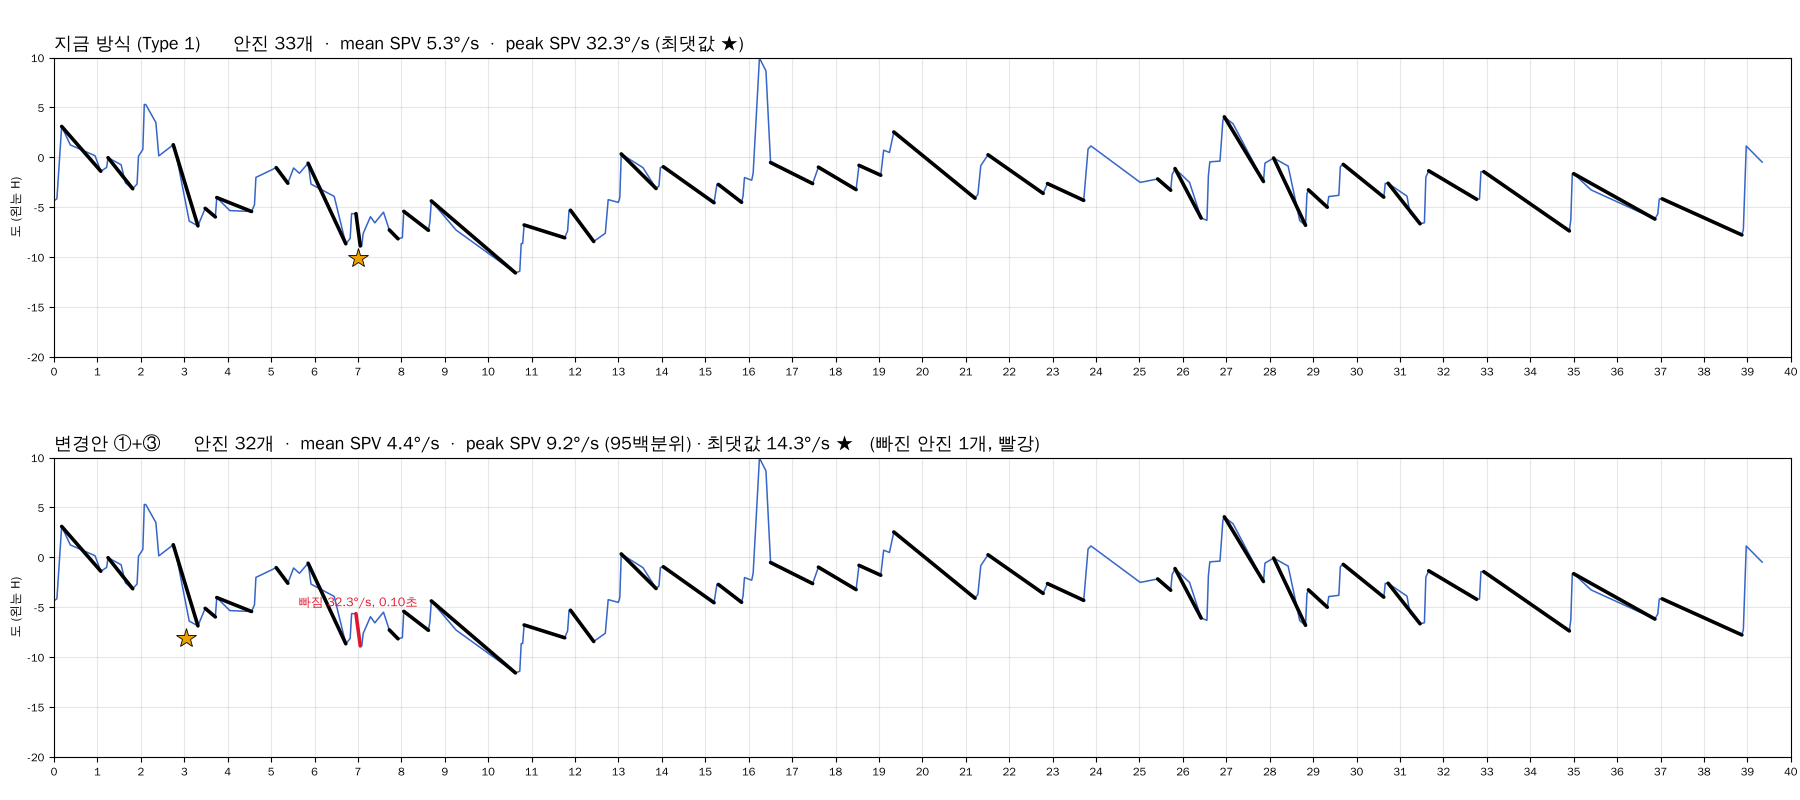 지금 방식 (Type 1) 안진 33개 · mean SPV 5.3°/s · peak SPV 32.3°/s (최댓값 ★)
도 (왼눈 H)
10
5
0
-5
-10
-15
-20
0 1 2 3 4 5 6 7 8 9 10 11 12 13 14 15 16 17 18 19 20 21 22 23 24 25 26 27 28 29 30 31 32 33 34 35 36 37 38 39 40
변경안 ①+③ 안진 32개 · mean SPV 4.4°/s · peak SPV 9.2°/s (95백분위) · 최댓값 14.3°/s ★ (빠진 안진 1개, 빨강)
도 (왼눈 H)
10
5
0
-5
-10
-15
-20
빠짐 32.3°/s, 0.10초
0 1 2 3 4 5 6 7 8 9 10 11 12 13 14 15 16 17 18 19 20 21 22 23 24 25 26 27 28 29 30 31 32 33 34 35 36 37 38 39 40